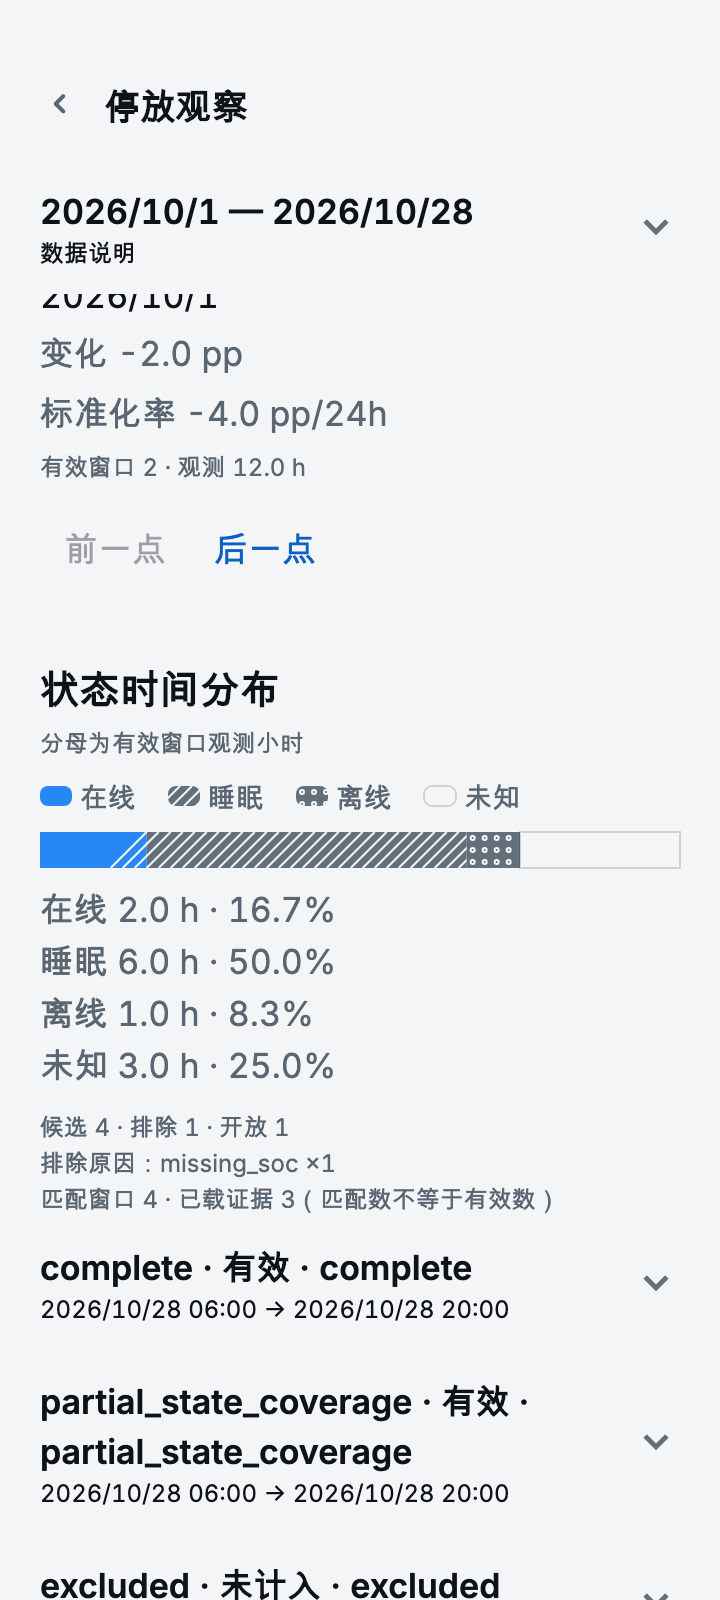 停放观察
2026/10/1 — 2026/10/28
数据说明
2026/10/1
变化 -2.0 pp
标准化率 -4.0 pp/24h
有效窗口 2 · 观测 12.0 h
前一点 后一点
状态时间分布
分母为有效窗口观测小时
在线 睡眠 离线 未知
在线 2.0 h · 16.7%
睡眠 6.0 h · 50.0%
离线 1.0 h · 8.3%
未知 3.0 h · 25.0%
候选 4 · 排除 1 · 开放 1
排除原因：missing_soc ×1
匹配窗口 4 · 已载证据 3（匹配数不等于有效数）
complete · 有效 · complete
2026/10/28 06:00 → 2026/10/28 20:00
partial_state_coverage · 有效 ·
partial_state_coverage
2026/10/28 06:00 → 2026/10/28 20:00
excluded · 未计入 · excluded